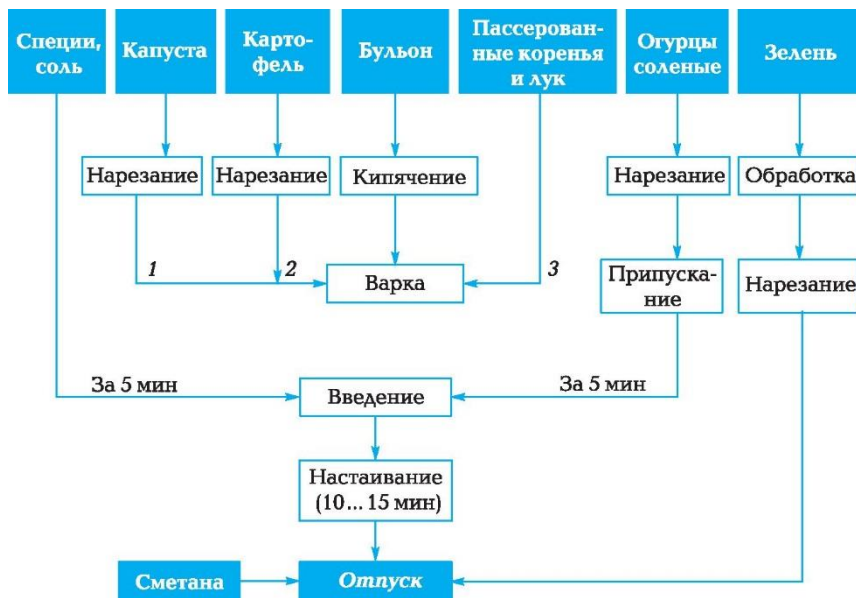 Специи,
соль
Капуста
Карто-
фель
Бульон
Пассерован-
ные коренья
и лук
Огурцы
соленые
Зелень
Нарезание
Нарезание
Кипячение
Нарезание
Обработка
1
2
Варка
3
Припуска-
ние
Нарезание
За 5 мин
Введение
За 5 мин
Настаивание
(10 ... 15 мин)
Сметана
Отпуск